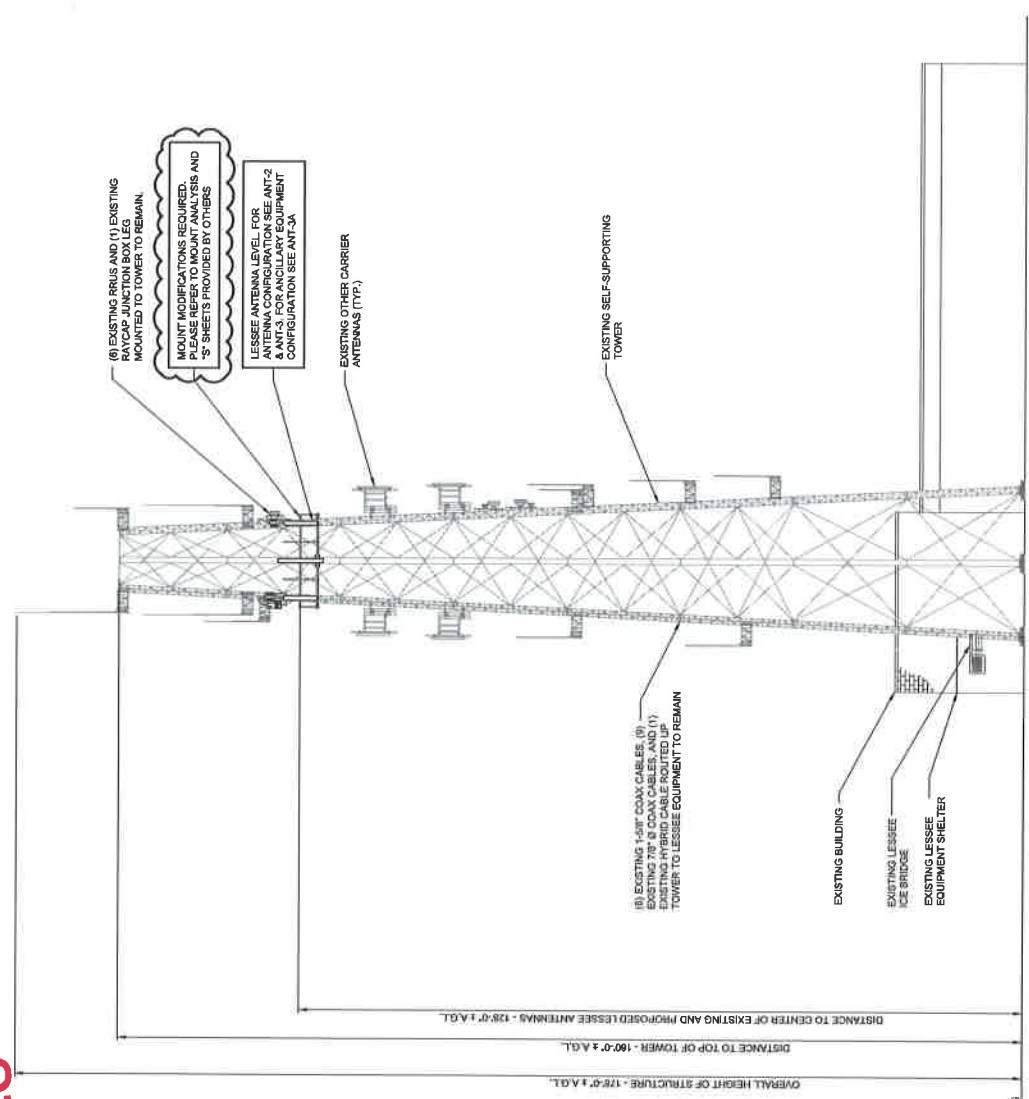 (6) EXISTING RRUS AND (1) EXISTING
RAYCAP JUNCTION BOX LEG
MOUNTED TO TOWER TO REMAIN.
MOUNT MODIFICATIONS REQUIRED.
PLEASE REFER TO MOUNT ANALYSIS AND
"S" SHEETS PROVIDED BY OTHERS
LESSEE ANTENNA LEVEL FOR
ANTENNA CONFIGURATION SEE ANT-2
& ANT-3, FOR ANCILLARY EQUIPMENT
CONFIGURATION SEE ANT-3A
EXISTING OTHER CARRIER
ANTENNAS (TYP.)
EXISTING SELF-SUPPORTING
TOWER
(6) EXISTING 1-5/8" COAX CABLES, (9)
EXISTING 7/8" Ø COAX CABLES, AND (1)
EXISTING HYBRID CABLE ROUTED UP
TOWER TO LESSEE EQUIPMENT TO REMAIN
EXISTING BUILDING
EXISTING LESSEE
ICE BRIDGE
EXISTING LESSEE
EQUIPMENT SHELTER
DISTANCE TO CENTER OF EXISTING AND PROPOSED LESSEE ANTENNAS - 128'-0" ± A.G.L.
DISTANCE TO TOP OF TOWER - 160'-0" ± A.G.L.
OVERALL HEIGHT OF STRUCTURE - 178'-0" ± A.G.L.